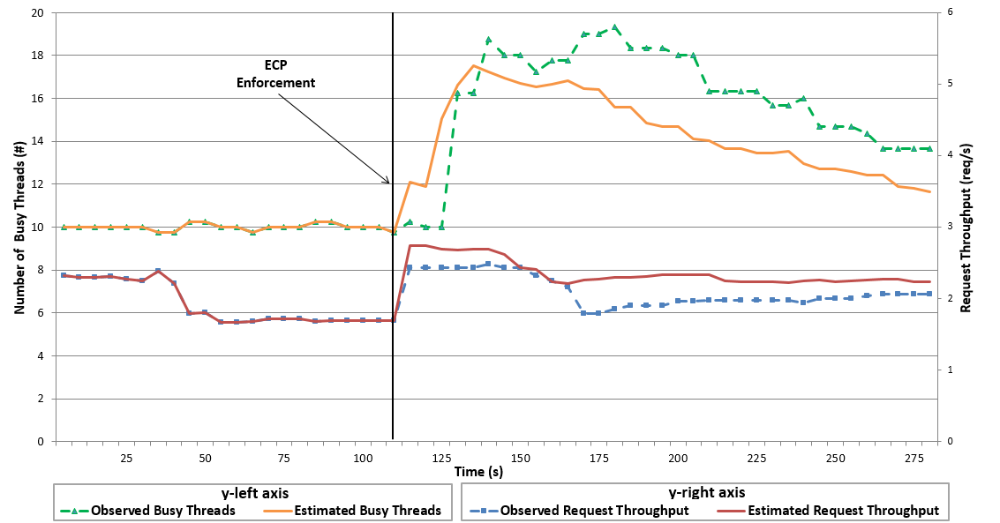 20
18
16
14
12
10
8
6
4
2
0
Number of Busy Threads (#)
ECP
Enforcement
6
5
4
3
2
1
0
Request Throughput (req/s)
25 50 75 100 125 150 175 200 225 250 275
Time (s)
y-left axis
Observed Busy Threads Estimated Busy Threads
y-right axis
Observed Request Throughput Estimated Request Throughput